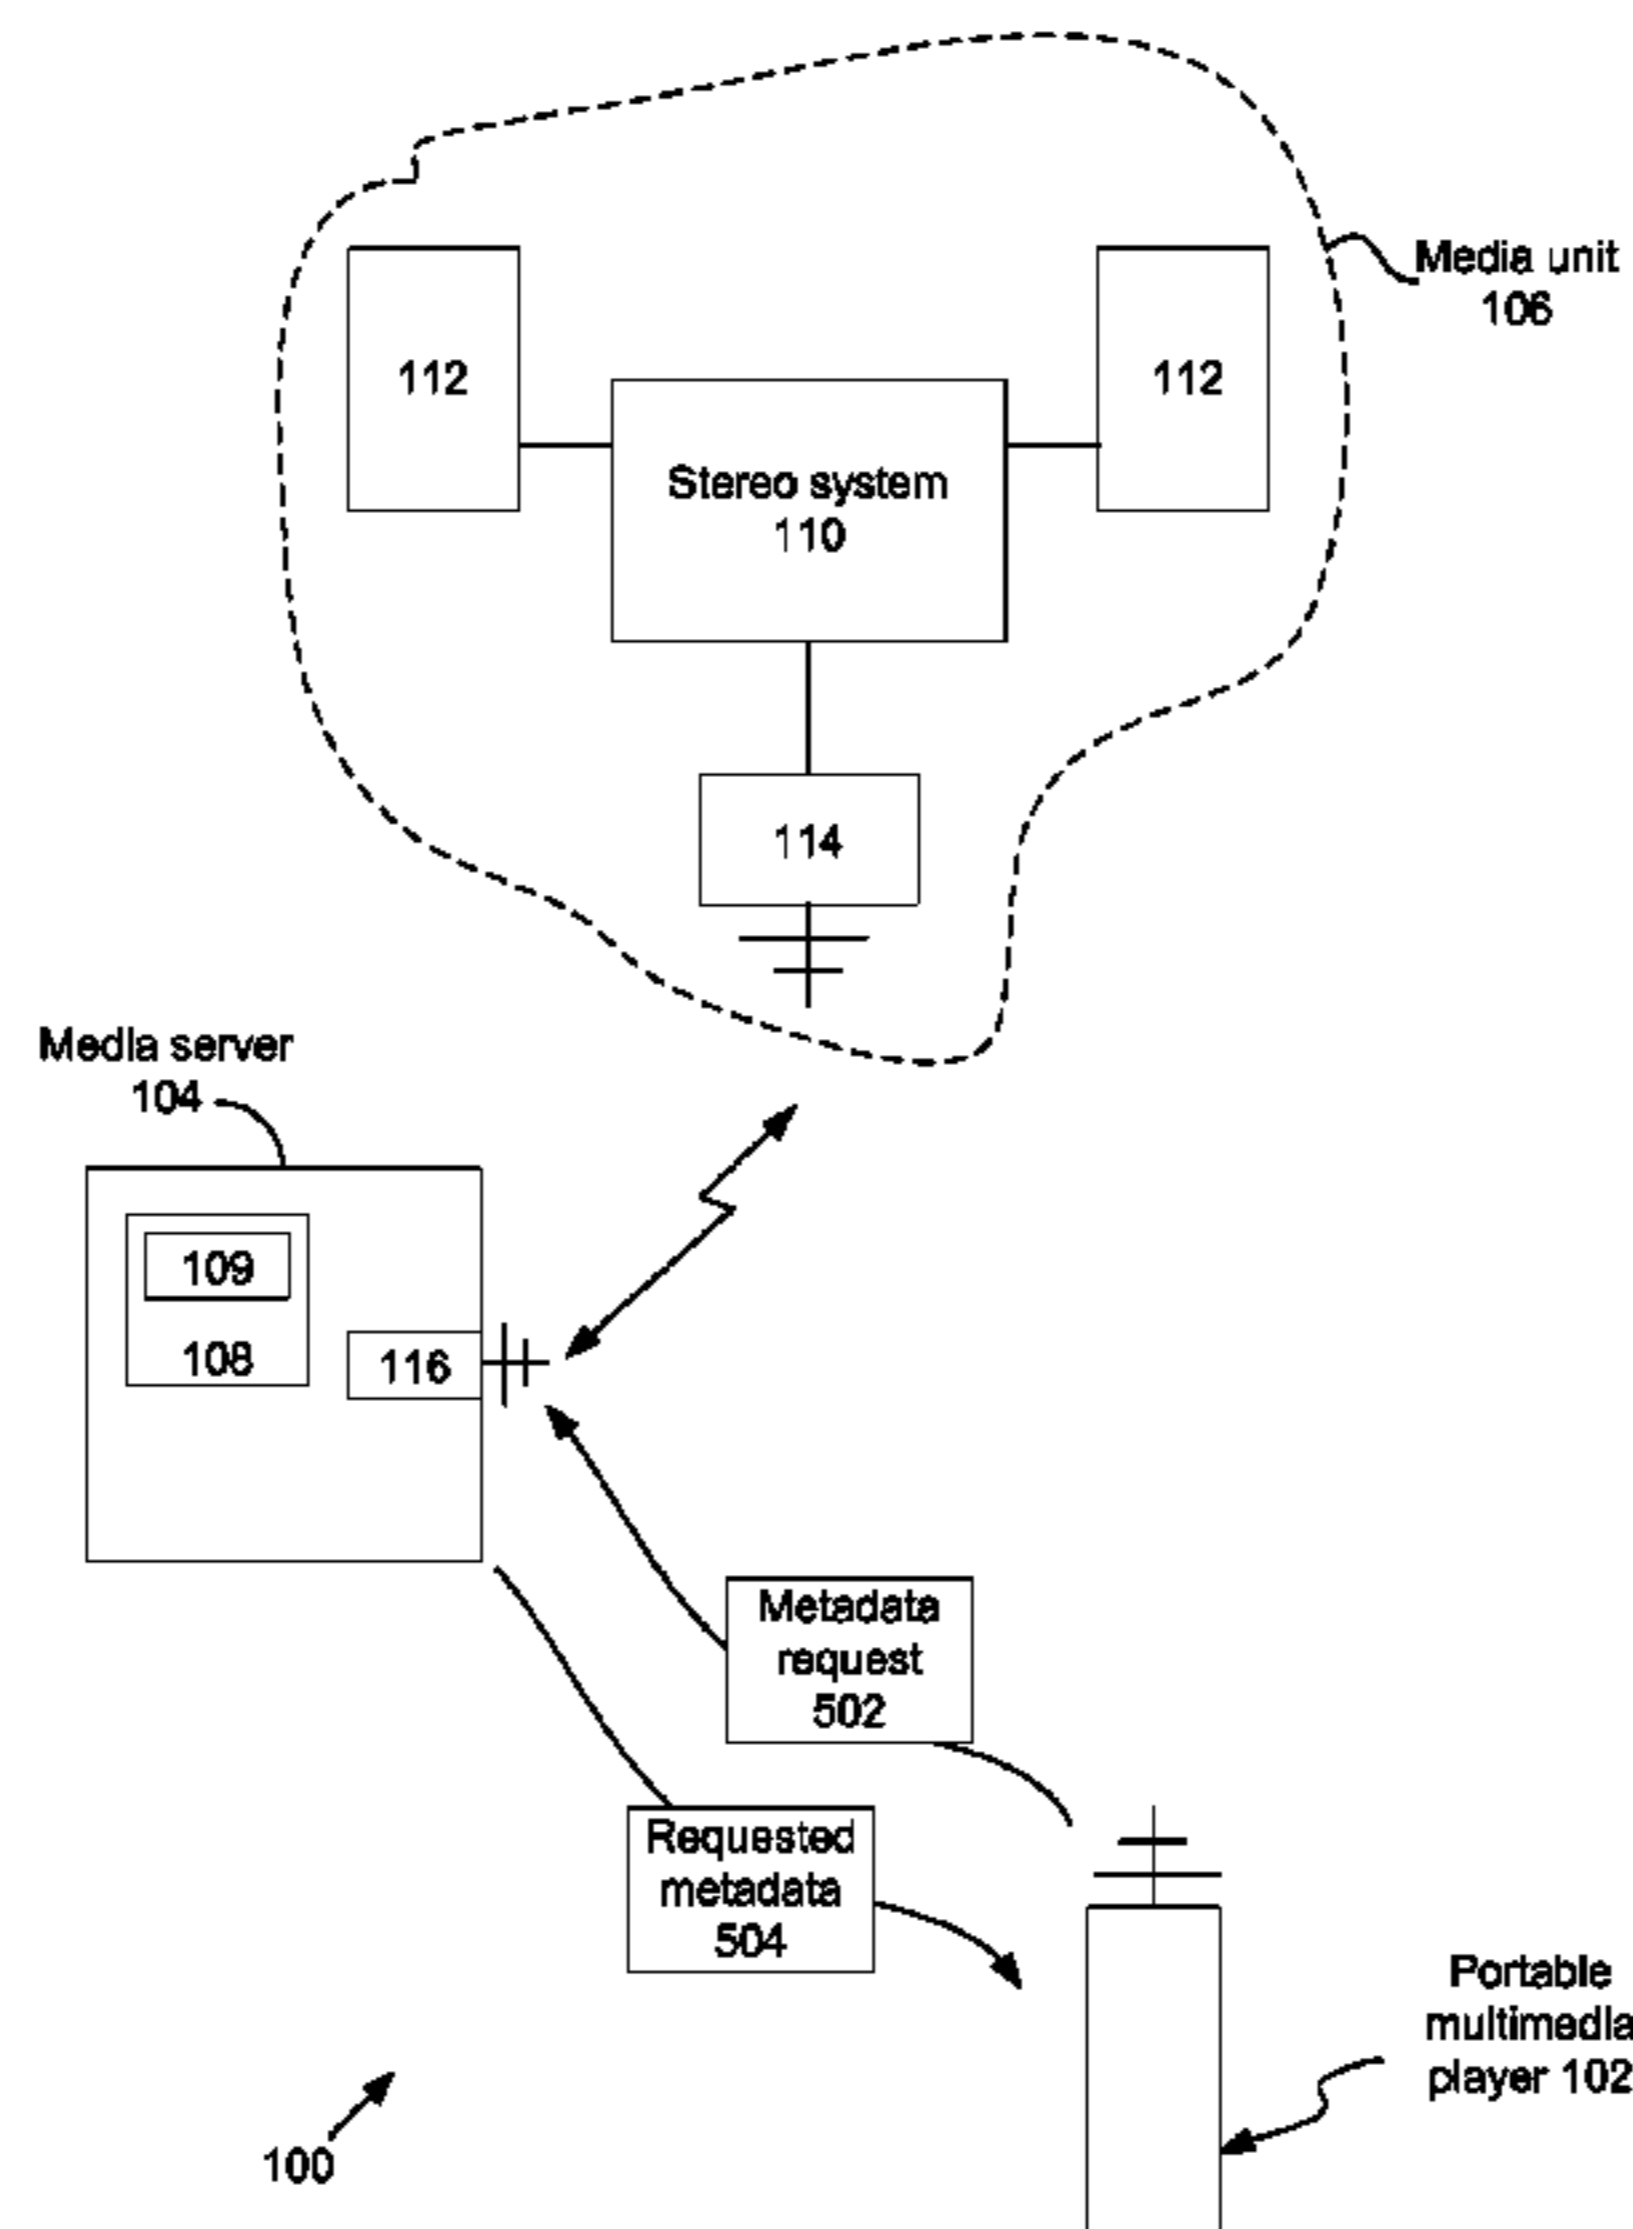 Media unit
106
112
112
Stereo system
110
114
Media server
104
109
108
116
Metadata
request
502
Requested
metadata
504
Portable
multimedia
player 102
100